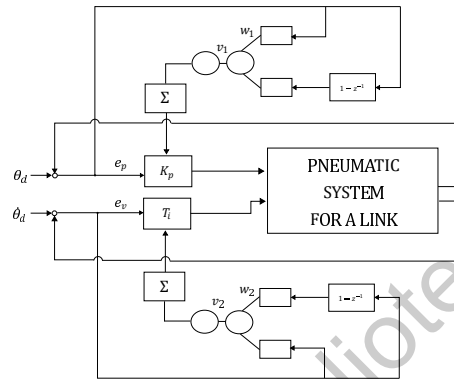 w₁
v₁
Σ
1 − z⁻¹
θd
eₚ
Kₚ
PNEUMATIC
SYSTEM
FOR A LINK
θ̇d
eᵥ
Tᵢ
Σ
v₂
w₂
1 − z⁻¹